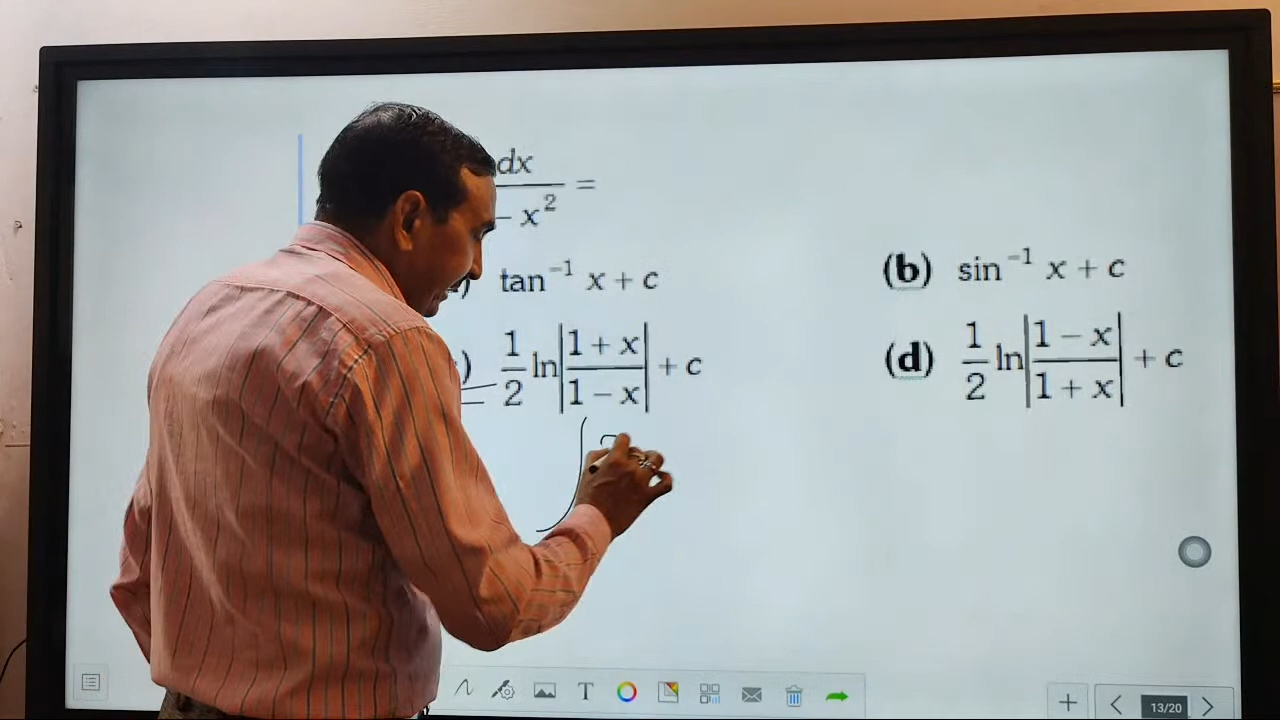 dx
− x² =
) tan⁻¹ x + c (b) sin⁻¹ x + c
) 1/2 ln|1 + x/1 − x| + c (d) 1/2 ln|1 − x/1 + x| + c
T
13/20